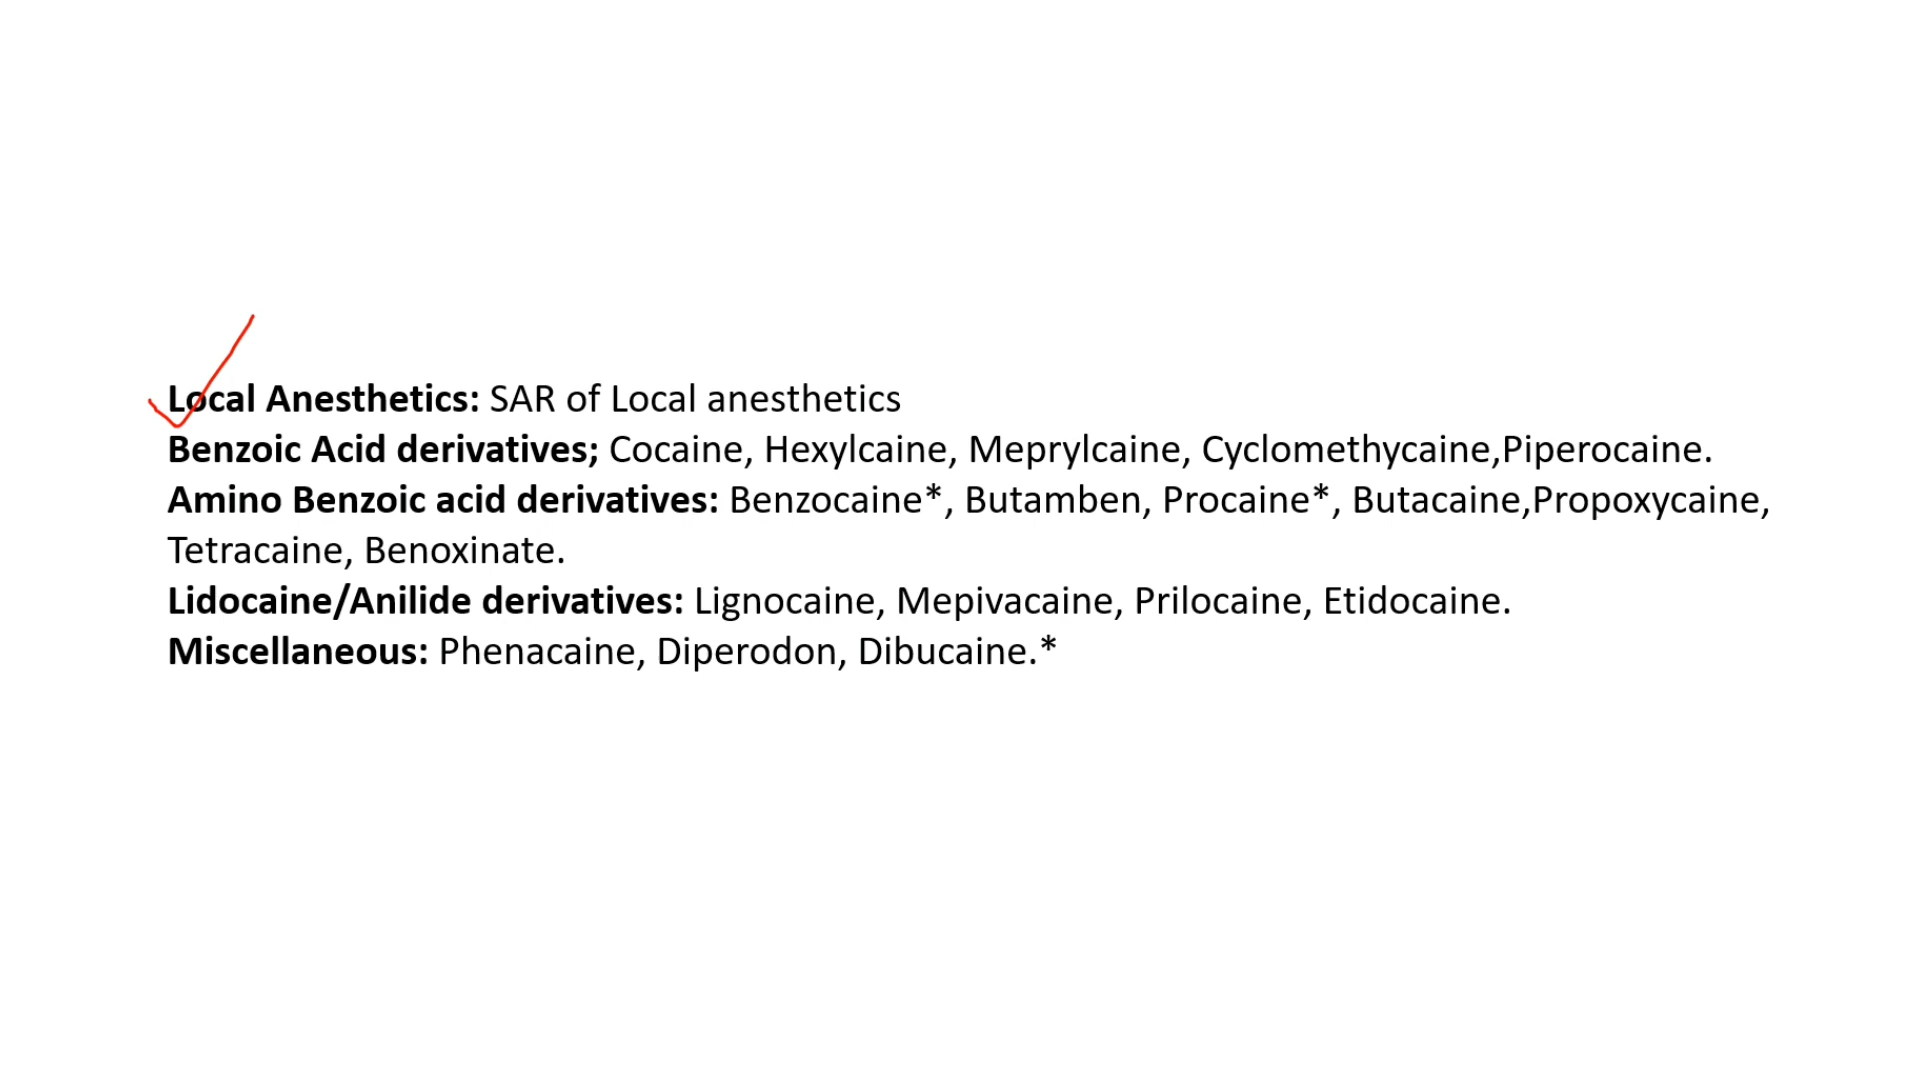 Local Anesthetics: SAR of Local anesthetics
Benzoic Acid derivatives; Cocaine, Hexylcaine, Meprylcaine, Cyclomethycaine,Piperocaine.
Amino Benzoic acid derivatives: Benzocaine*, Butamben, Procaine*, Butacaine,Propoxycaine,
Tetracaine, Benoxinate.
Lidocaine/Anilide derivatives: Lignocaine, Mepivacaine, Prilocaine, Etidocaine.
Miscellaneous: Phenacaine, Diperodon, Dibucaine.*